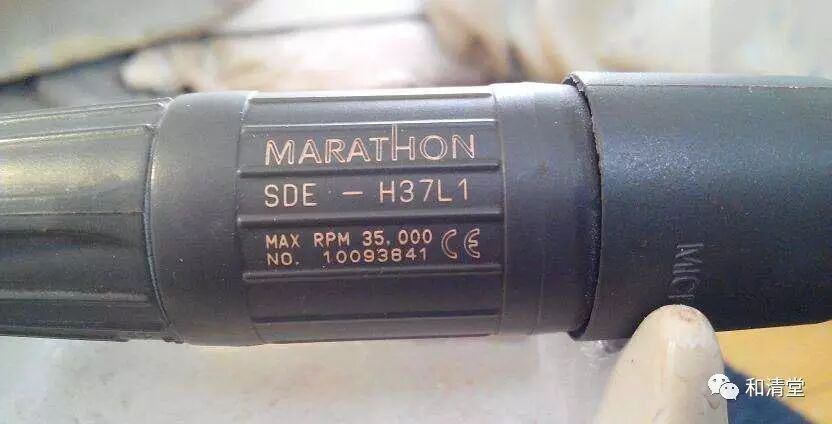 MARATHON
SDE - H37L1
MAX RPM 35,000 CE
NO. 10093841
和清堂